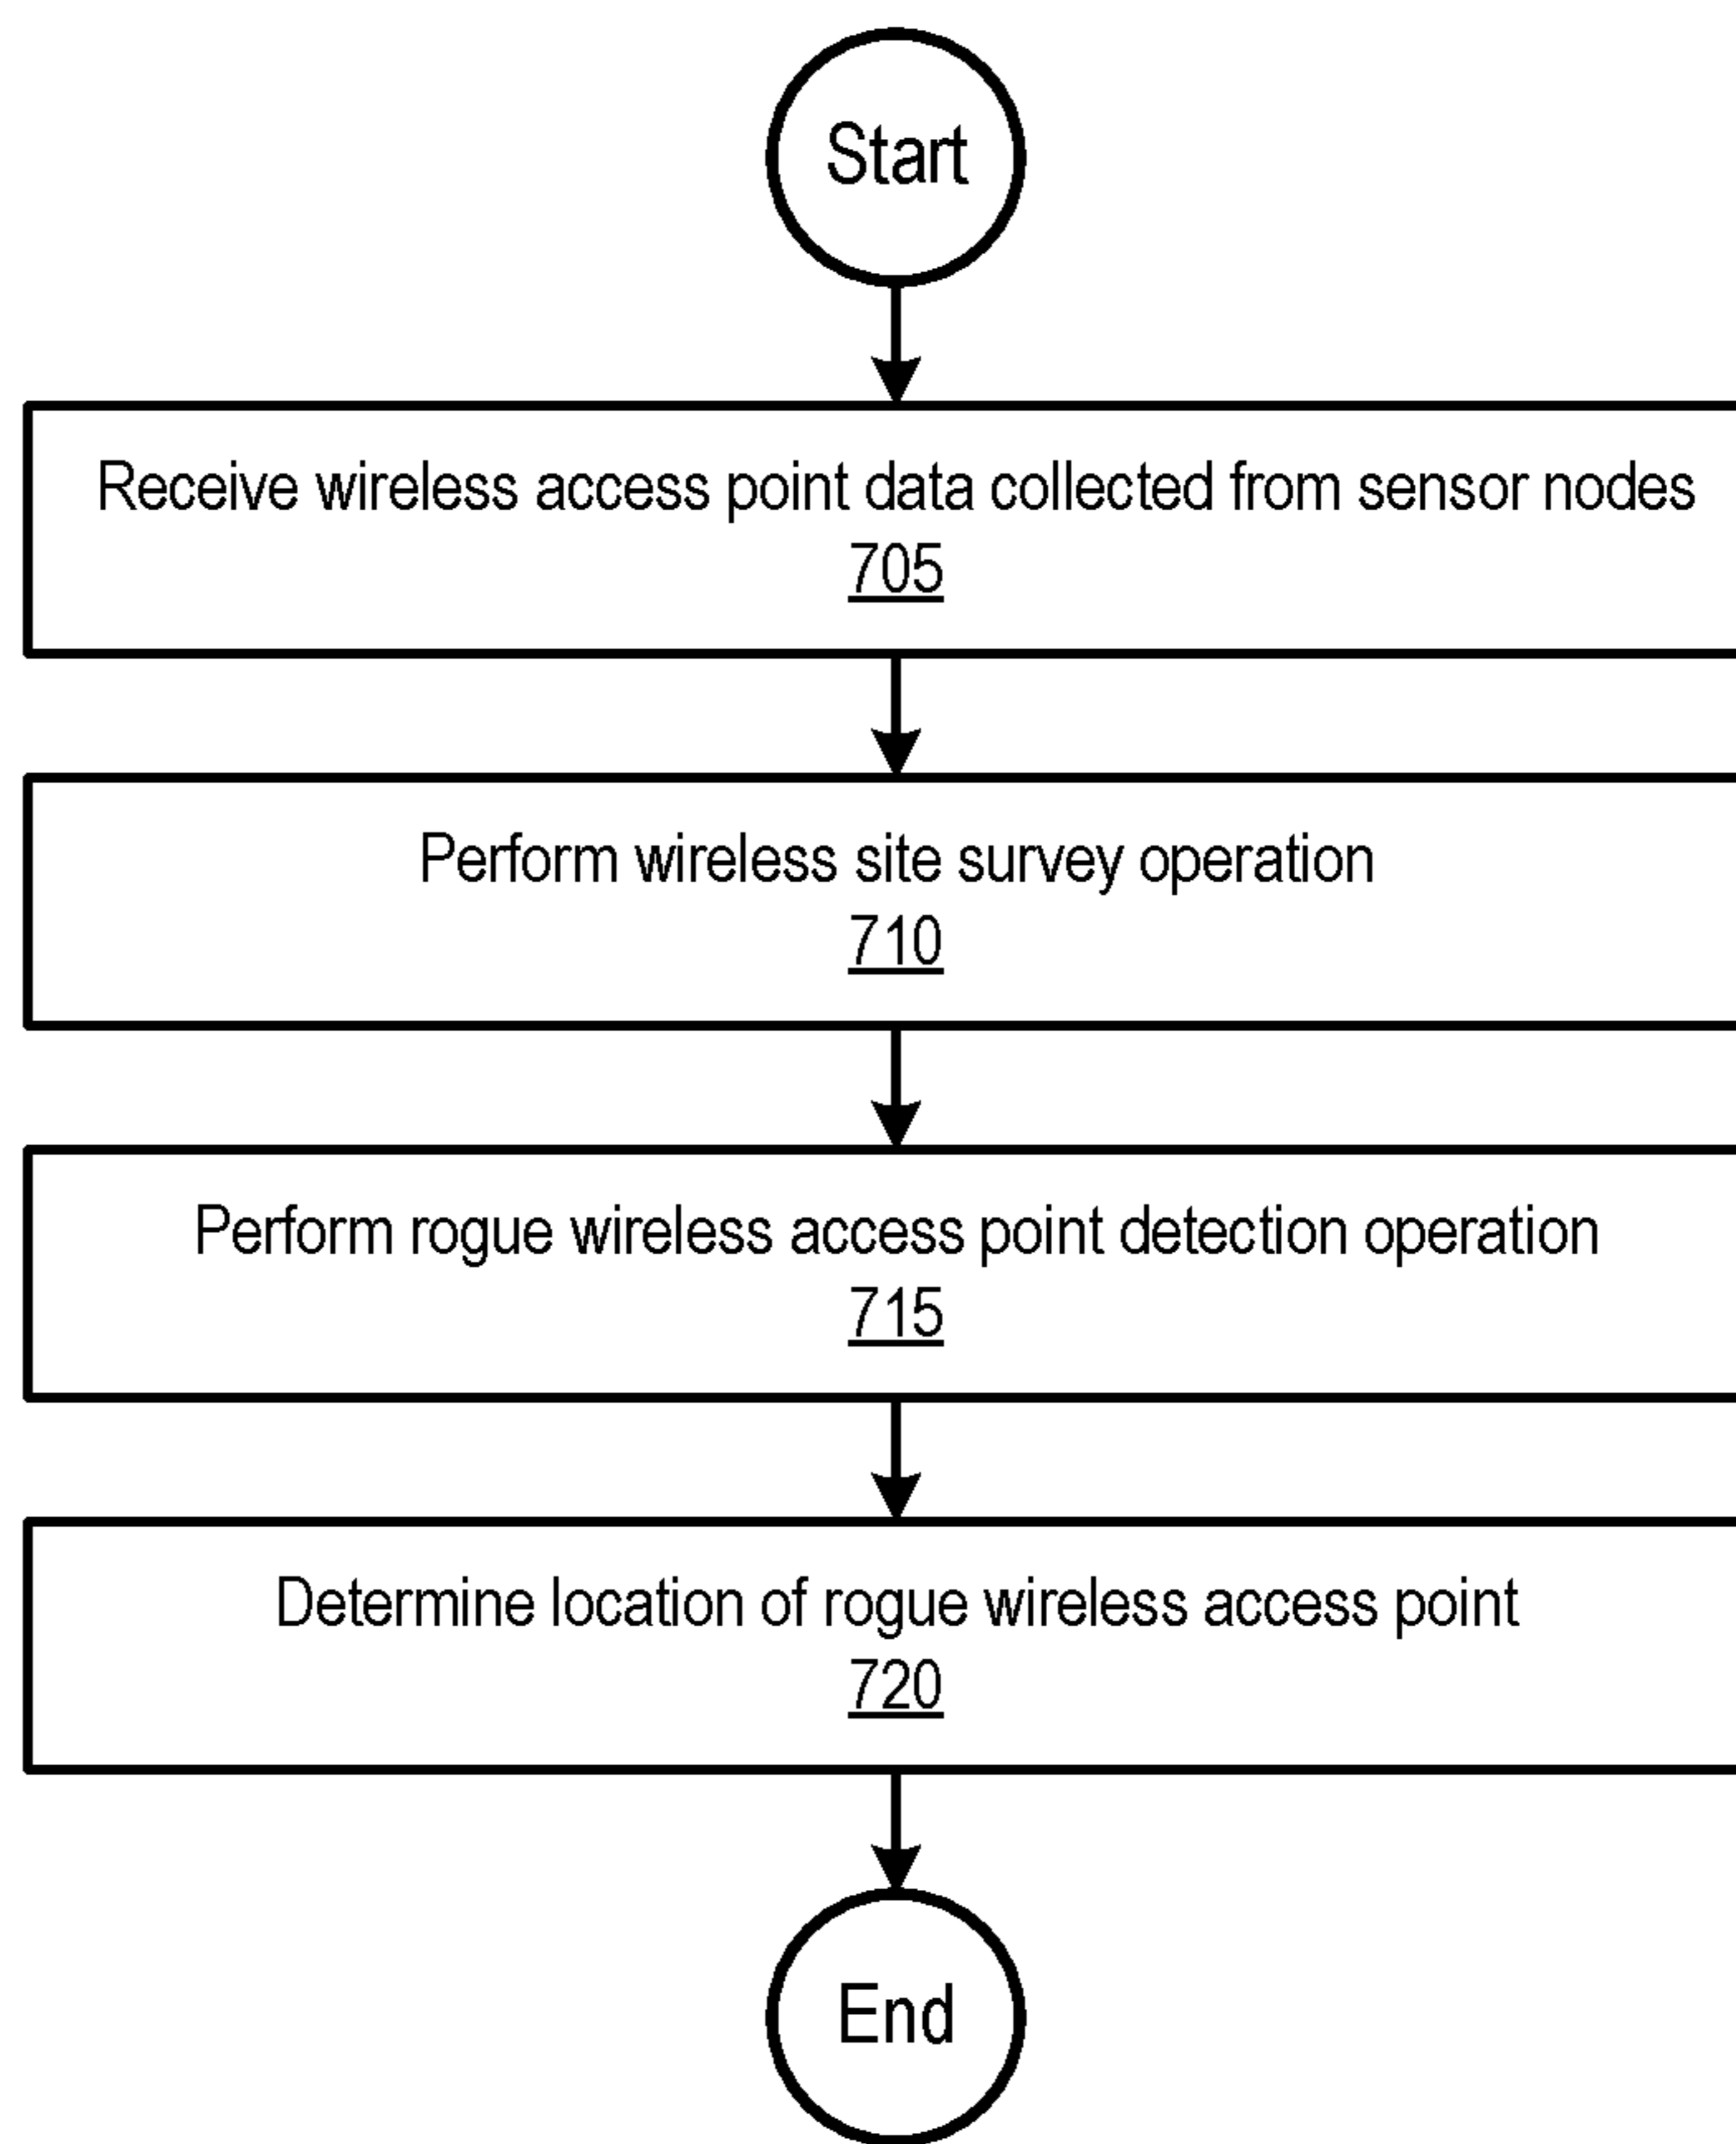 Start
Receive wireless access point data collected from sensor nodes
705
Perform wireless site survey operation
710
Perform rogue wireless access point detection operation
715
Determine location of rogue wireless access point
720
End